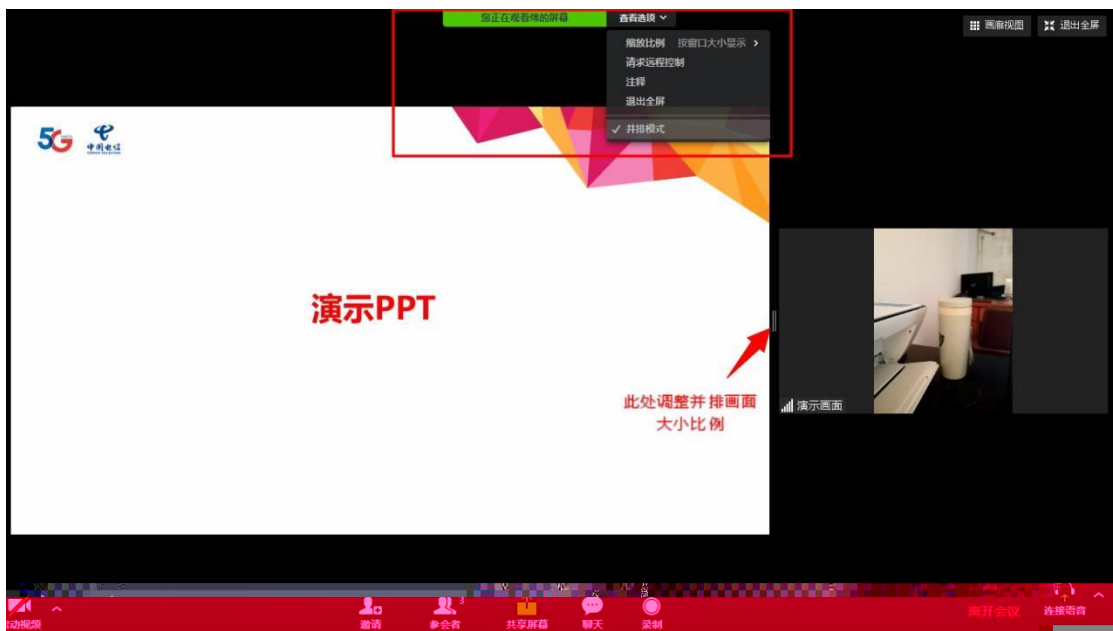 您正在观看锦的屏幕 查看选项
画廊视图 退出全屏
缩放比例 按窗口大小显示
请求远程控制
注释
退出全屏
并排模式
5G 中国电信
演示PPT
此处调整并排画面
大小比例
演示画面
3
启动视频 邀请 参会者 共享屏幕 聊天 录制 离开会议 连接语音